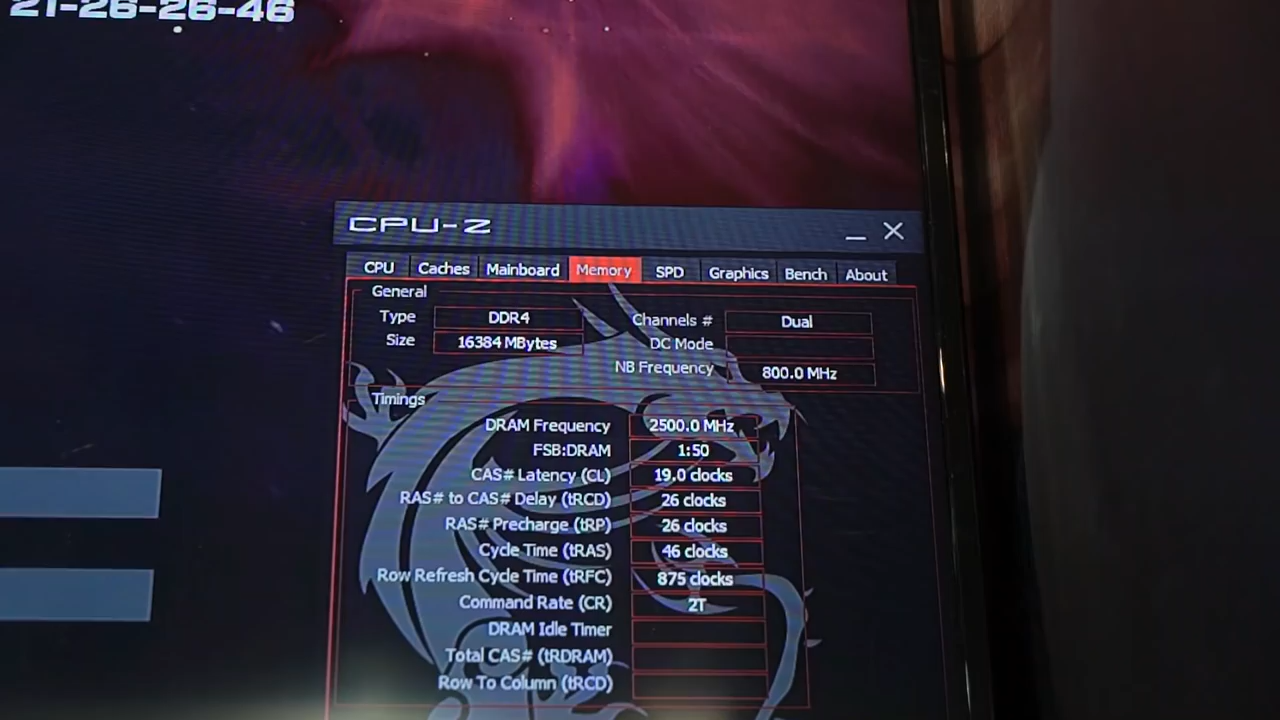 21-26-26-46
CPU-Z
CPU Caches Mainboard Memory SPD Graphics Bench About
General
Type DDR4 Channels # Dual
Size 16384 MBytes DC Mode
NB Frequency 800.0 MHz
Timings
DRAM Frequency 2500.0 MHz
FSB:DRAM 1:50
CAS# Latency (CL) 19.0 clocks
RAS# to CAS# Delay (tRCD) 26 clocks
RAS# Precharge (tRP) 26 clocks
Cycle Time (tRAS) 46 clocks
Row Refresh Cycle Time (tRFC) 875 clocks
Command Rate (CR) 2T
DRAM Idle Timer
Total CAS# (tRDRAM)
Row To Column (tRCD)